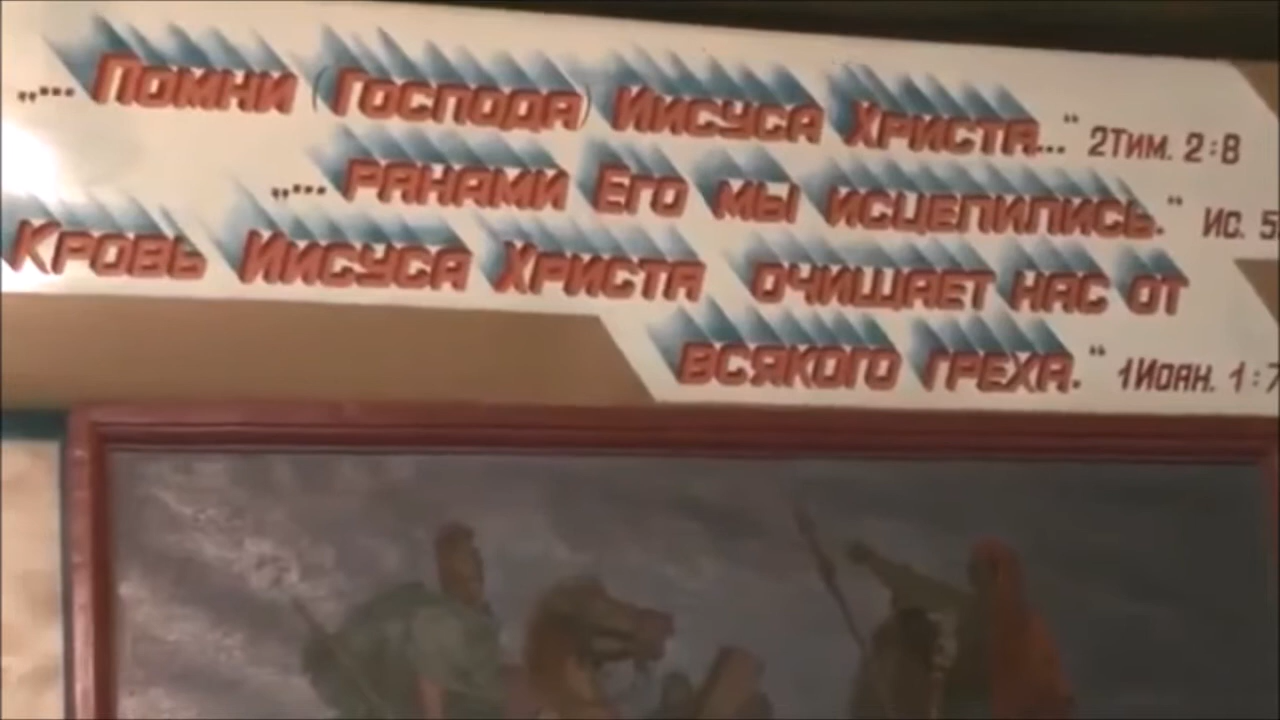 „... Помни (Господа) Иисуса Христа..." 2Тим. 2:8
„... ранами Его мы исцелились." Ис. 5
Кровь Иисуса Христа очищает нас от
всякого греха." 1Иоан. 1:7